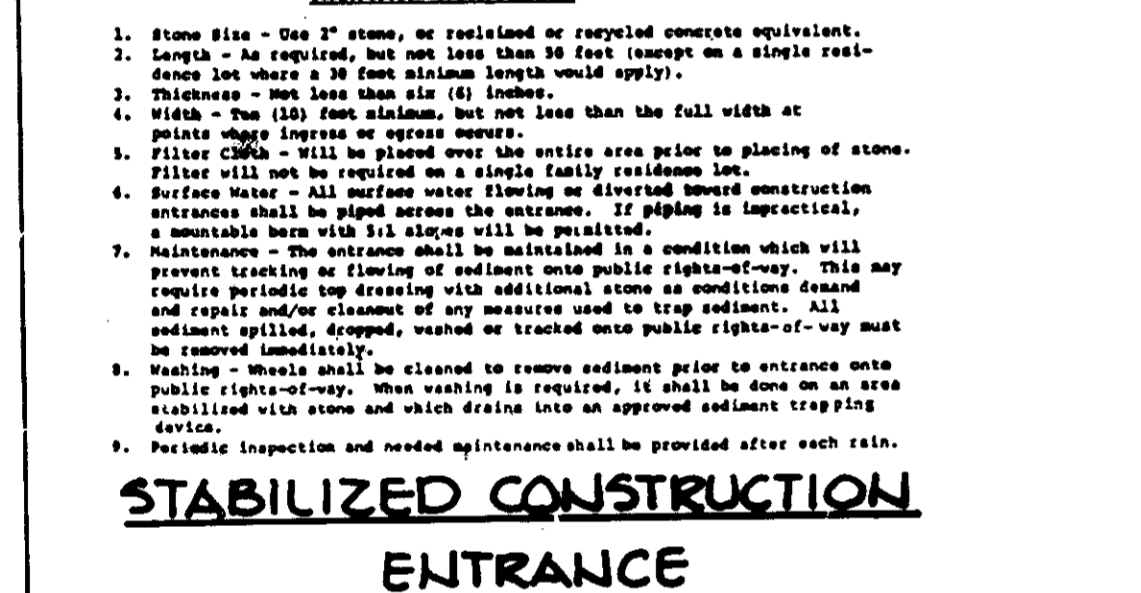 1. Stone Size - Use 2" stone, or reclaimed or recycled concrete equivalent.
2. Length - As required, but not less than 50 feet (except on a single resi-
dence lot where a 30 foot minimum length would apply).
3. Thickness - Not less than six (6) inches.
4. Width - Ten (10) foot minimum, but not less than the full width at
points where ingress or egress occurs.
5. Filter Cloth - Will be placed over the entire area prior to placing of stone.
Filter will not be required on a single family residence lot.
6. Surface Water - All surface water flowing or diverted toward construction
entrances shall be piped across the entrance. If piping is impractical,
a mountable berm with 5:1 slopes will be permitted.
7. Maintenance - The entrance shall be maintained in a condition which will
prevent tracking or flowing of sediment onto public rights-of-way. This may
require periodic top dressing with additional stone as conditions demand
and repair and/or cleanout of any measures used to trap sediment. All
sediment spilled, dropped, washed or tracked onto public rights-of-way must
be removed immediately.
8. Washing - Wheels shall be cleaned to remove sediment prior to entrance onto
public rights-of-way. When washing is required, it shall be done on an area
stabilized with stone and which drains into an approved sediment trapping
device.
9. Periodic inspection and needed maintenance shall be provided after each rain.
STABILIZED CONSTRUCTION
ENTRANCE